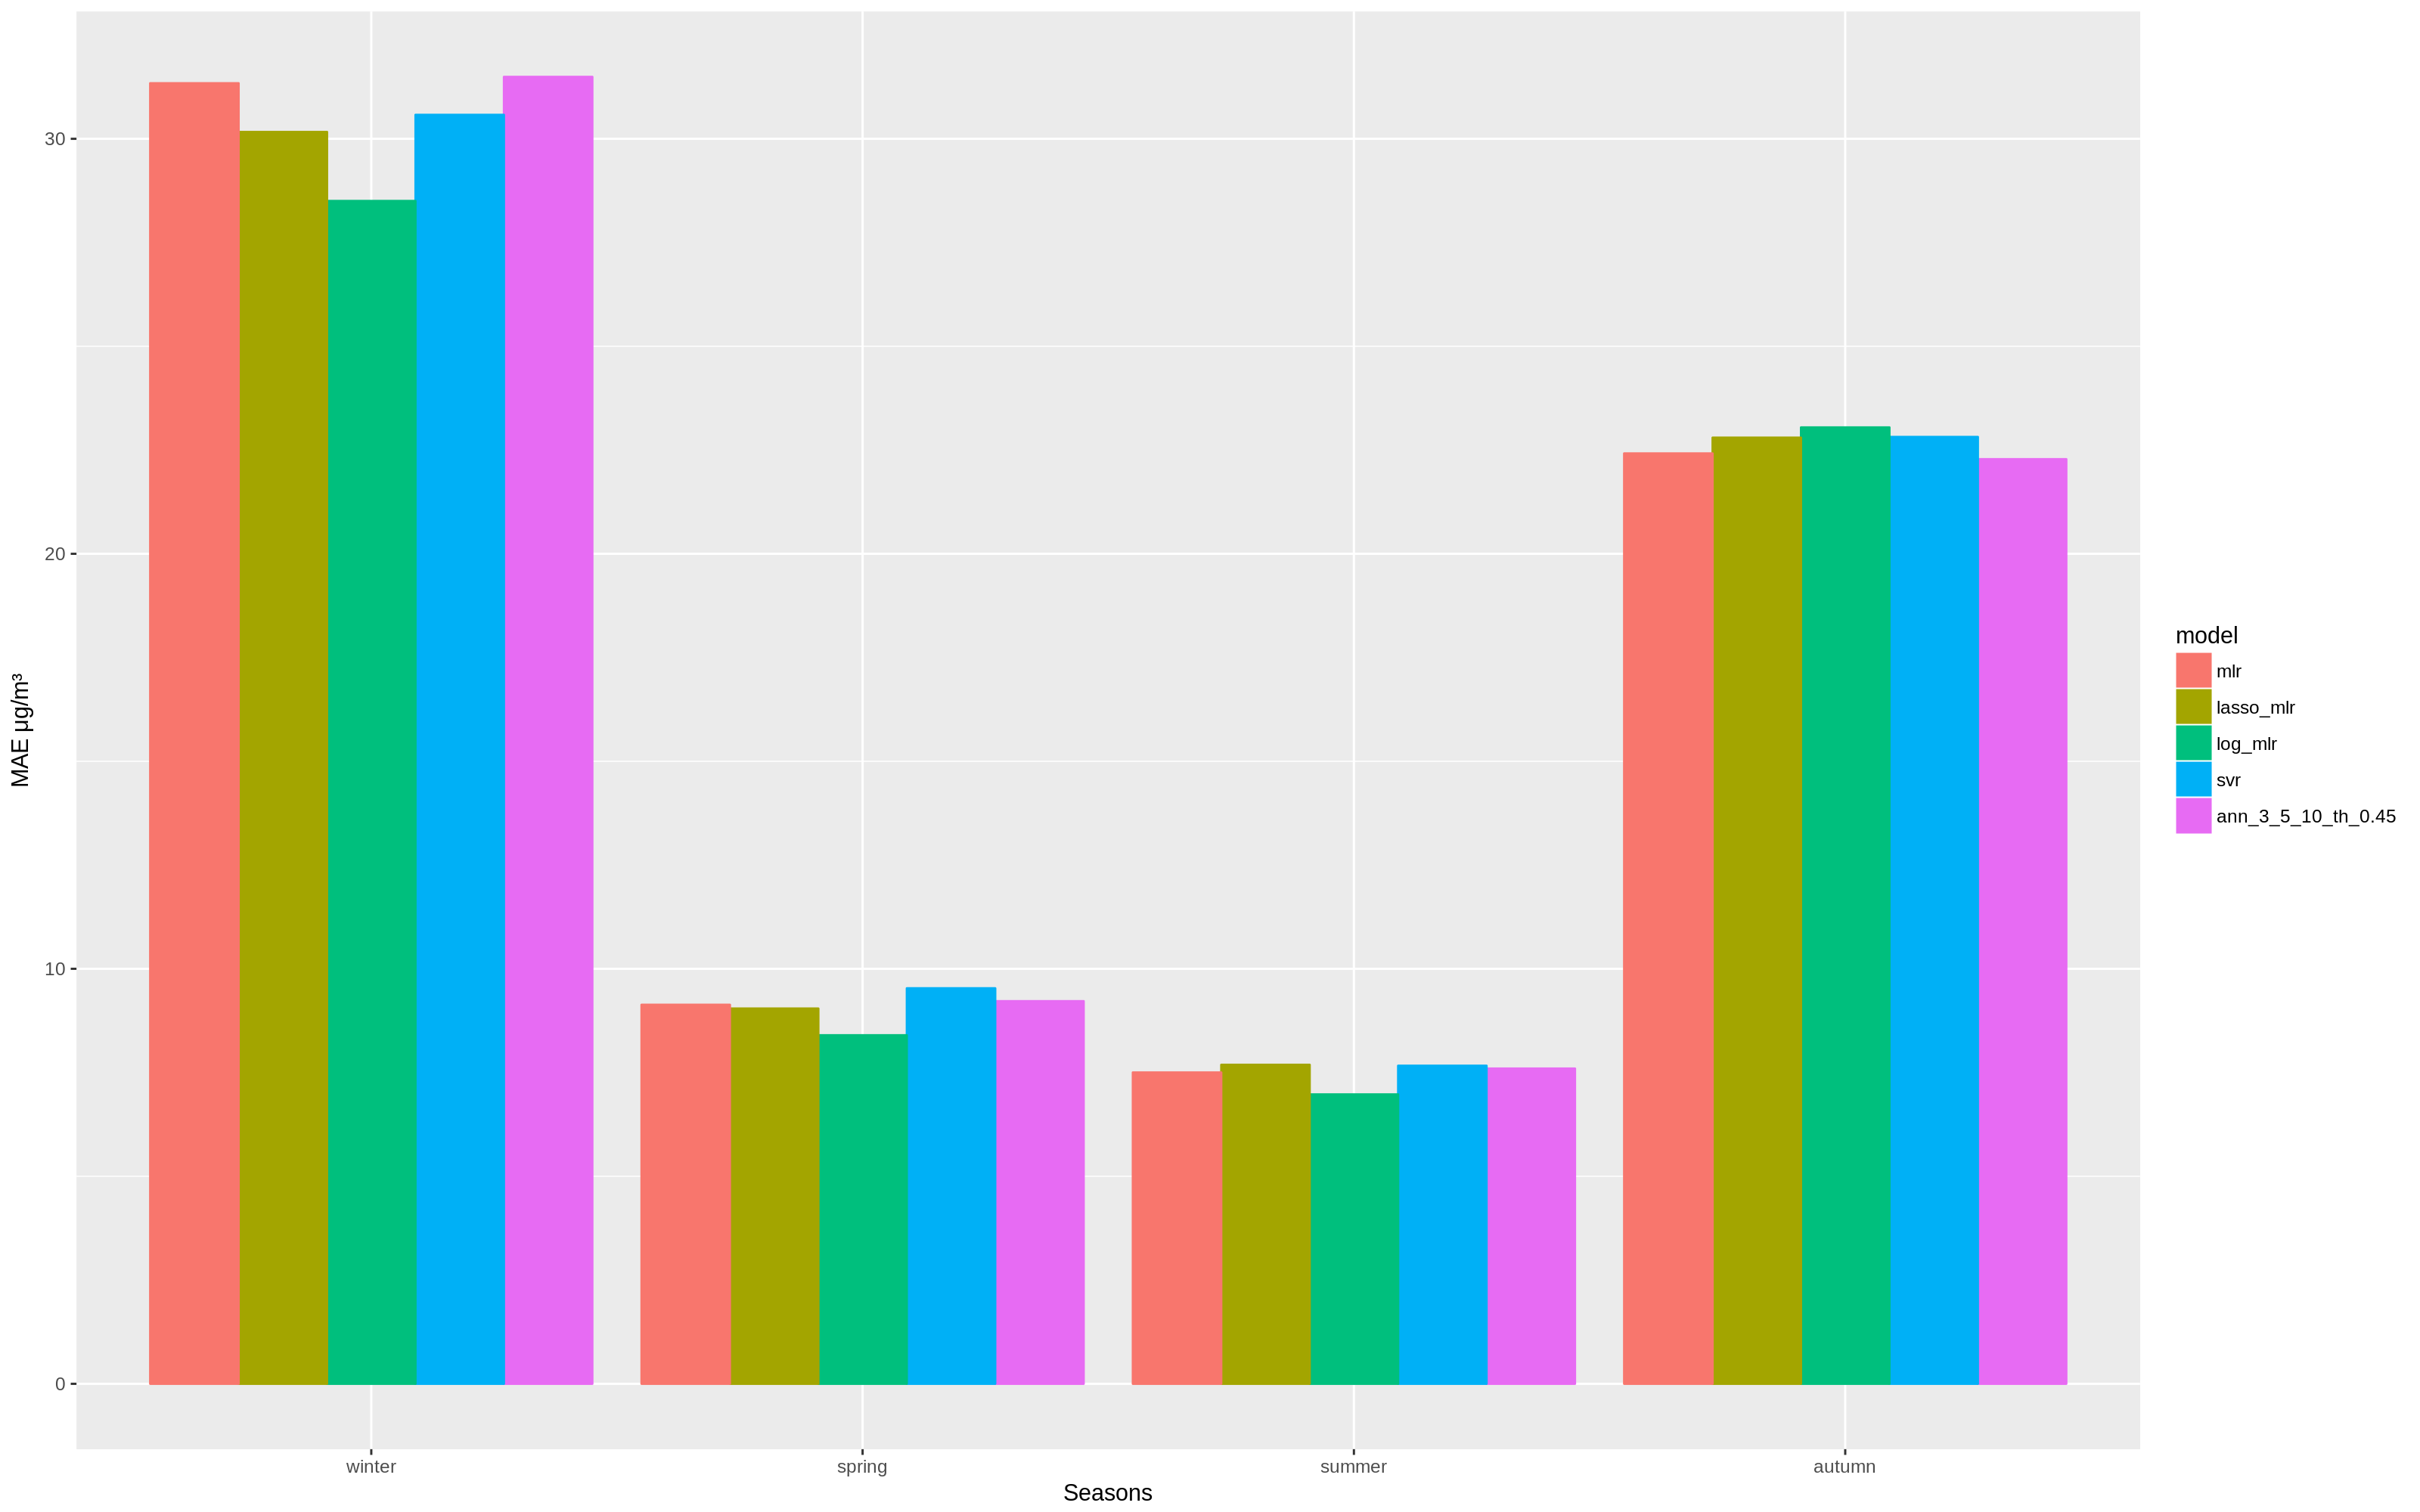 30
20
10
0
MAE μg/m³
winter
spring
summer
autumn
Seasons
model
mlr
lasso_mlr
log_mlr
svr
ann_3_5_10_th_0.45